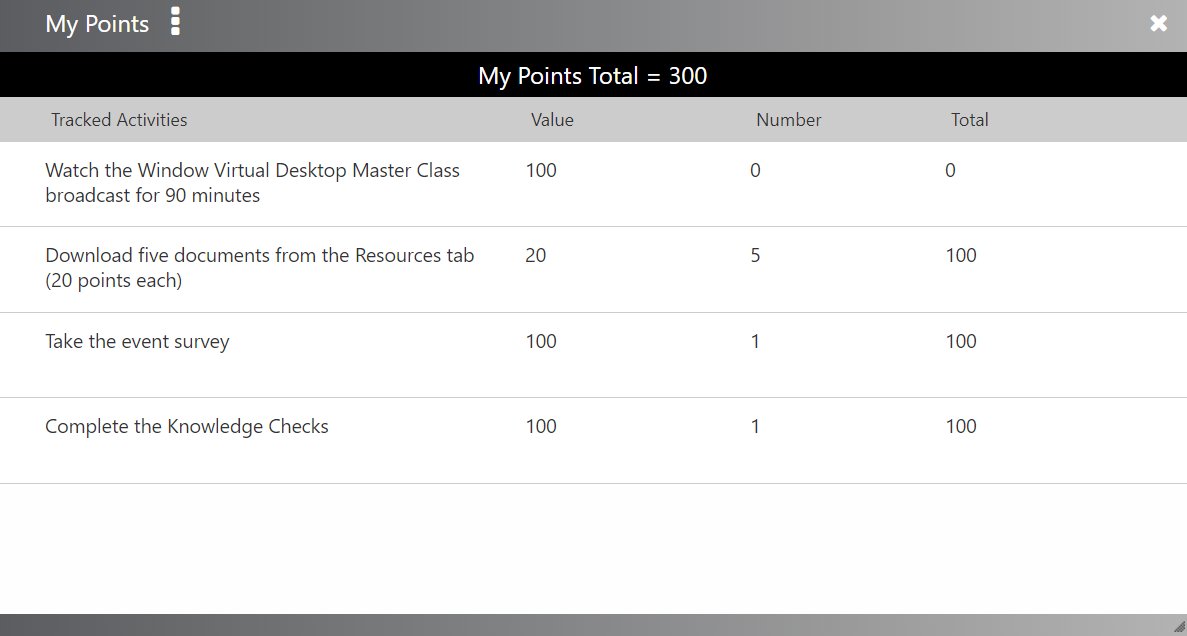 My Points
My Points Total = 300
Tracked Activities Value Number Total
Watch the Window Virtual Desktop Master Class 100 0 0
broadcast for 90 minutes
Download five documents from the Resources tab 20 5 100
(20 points each)
Take the event survey 100 1 100
Complete the Knowledge Checks 100 1 100